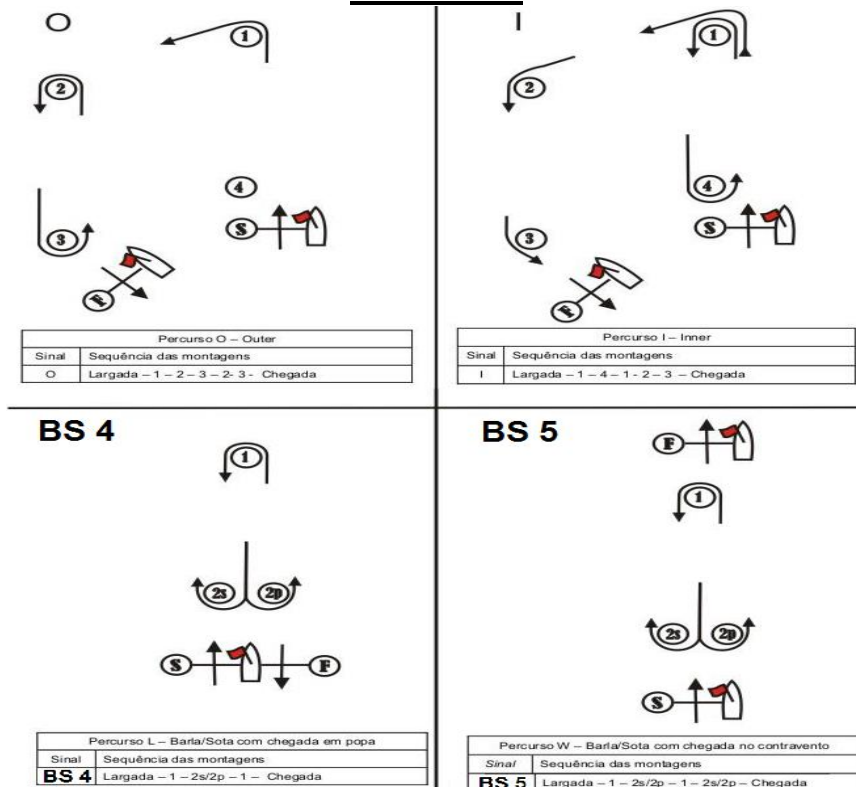 O
1
2
3
4
S
F
Percurso O – Outer
Sinal Sequência das montagens
O Largada – 1 – 2 – 3 – 2- 3 - Chegada
I
1
2
4
S
3
F
Percurso I – Inner
Sinal Sequência das montagens
I Largada – 1 – 4 – 1 - 2 – 3 – Chegada
BS 4
1
2s 2p
S F
Percurso L – Barla/Sota com chegada em popa
Sinal Sequência das montagens
BS 4 Largada – 1 – 2s/2p – 1 – Chegada
BS 5
F
1
2s 2p
S
Percurso W – Barla/Sota com chegada no contravento
Sinal Sequência das montagens
BS 5 Largada – 1 – 2s/2p – 1 – 2s/2p – Chegada